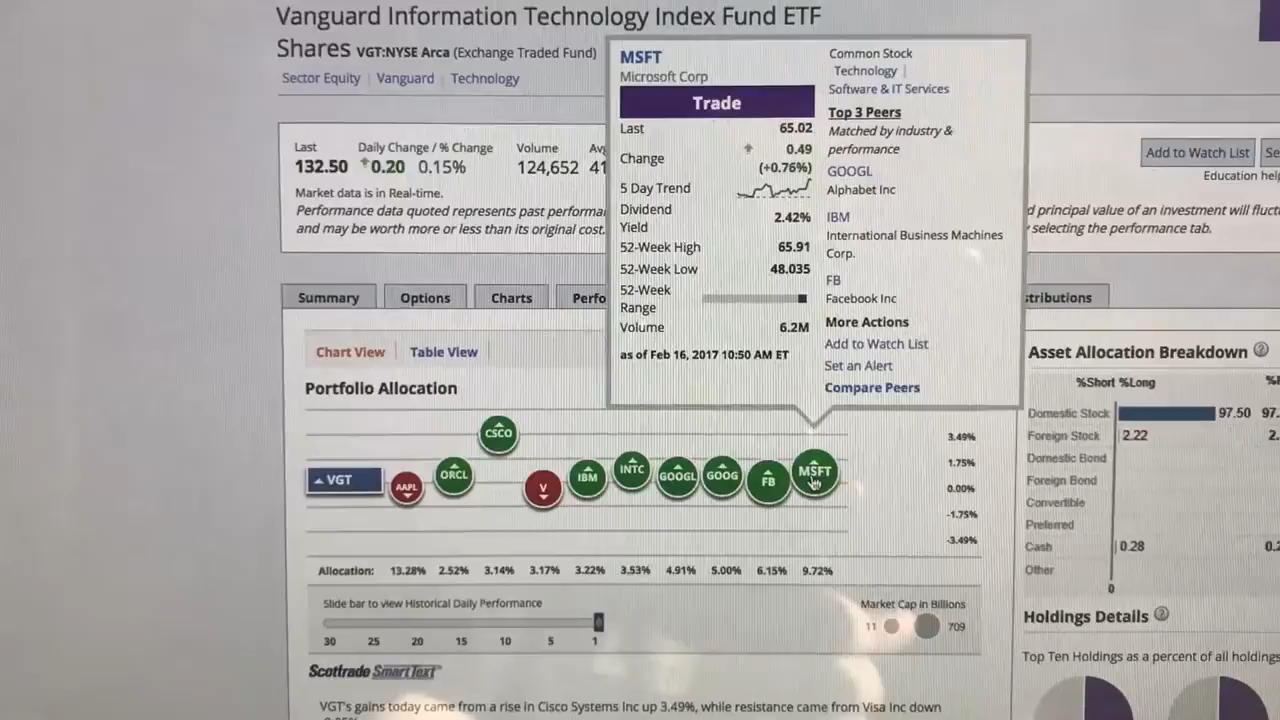 Vanguard Information Technology Index Fund ETF
Shares VGT:NYSE Arca (Exchange Traded Fund)
Sector Equity | Vanguard | Technology
Last Daily Change / % Change Volume
132.50 0.20 0.15% 124,652
Market data is in Real-time.
Performance data quoted represents past
and may be worth more or less than its original cost.
MSFT
Microsoft Corp
Trade
Last 65.02
Change 0.49
(+0.76%)
5 Day Trend
Dividend
Yield 2.42%
52-Week High 65.91
52-Week Low 48.035
52-Week
Range
Volume 6.2M
as of Feb 16, 2017 10:50 AM ET
Common Stock
Technology |
Software & IT Services
Top 3 Peers
Matched by industry &
performance
GOOGL
Alphabet Inc
IBM
International Business Machines
Corp.
FB
Facebook Inc
More Actions
Add to Watch List
Set an Alert
Compare Peers
Add to Watch List
Education
principal value of an investment will
selecting the performance tab.
Summary Options Charts
Chart View | Table View
Portfolio Allocation
VGT
AAPL
ORCL
CSCO
V
IBM
INTC
GOOGL
GOOG
FB
MSFT
3.49%
1.75%
0.00%
-1.75%
-3.49%
Allocation: 13.28% 2.52% 3.14% 3.17% 3.22% 3.53% 4.91% 5.00% 6.15% 9.72%
Slide bar to view Historical Daily Performance
30 25 20 15 10 5 1
Market Cap in Billions
11 709
Scottrade SmartText
VGT's gains today came from a rise in Cisco Systems Inc up 3.49%, while resistance came from Visa Inc down
Asset Allocation Breakdown
%Short %Long
Domestic Stock 97.50
Foreign Stock 2.22
Domestic Bond
Foreign Bond
Convertible
Preferred
Cash 0.28
Other
0
Holdings Details
Top Ten Holdings as a percent of all holdings